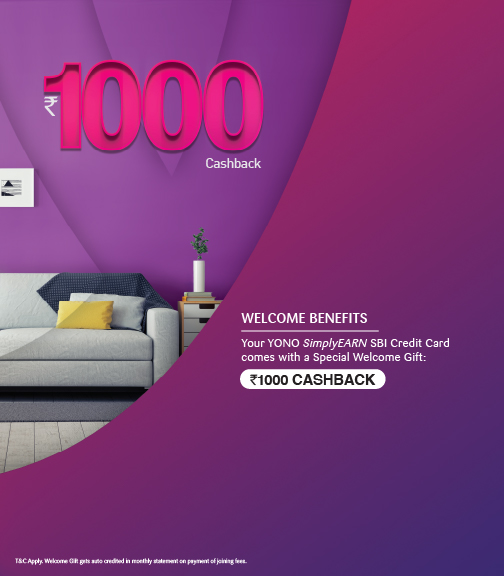 ₹1000
Cashback
WELCOME BENEFITS
Your YONO SimplyEARN SBI Credit Card
comes with a Special Welcome Gift:
₹1000 CASHBACK
T&C Apply. Welcome Gift gets auto credited in monthly statement on payment of joining fees.